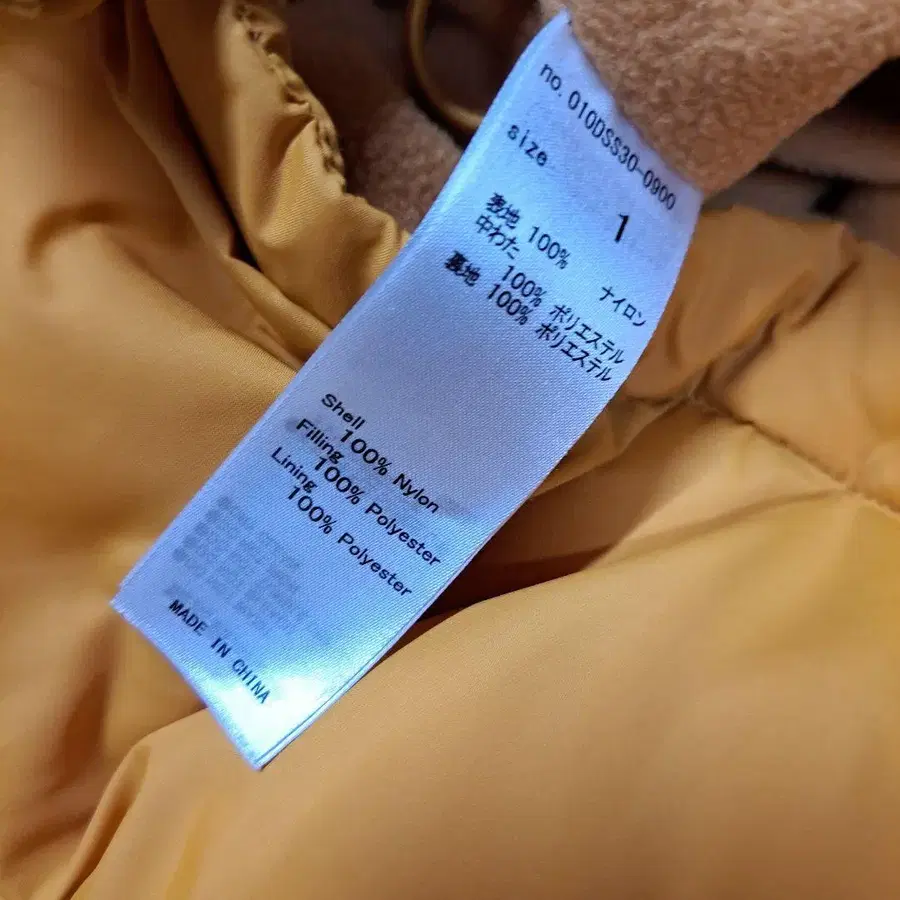 no. 010DSS30-0900
size
1
表地 100%
ナイロン
中わた
100% ポリエステル
裏地 100% ポリエステル
Shell
100% Nylon
Filling
100% Polyester
Lining
100% Polyester
MADE IN CHINA